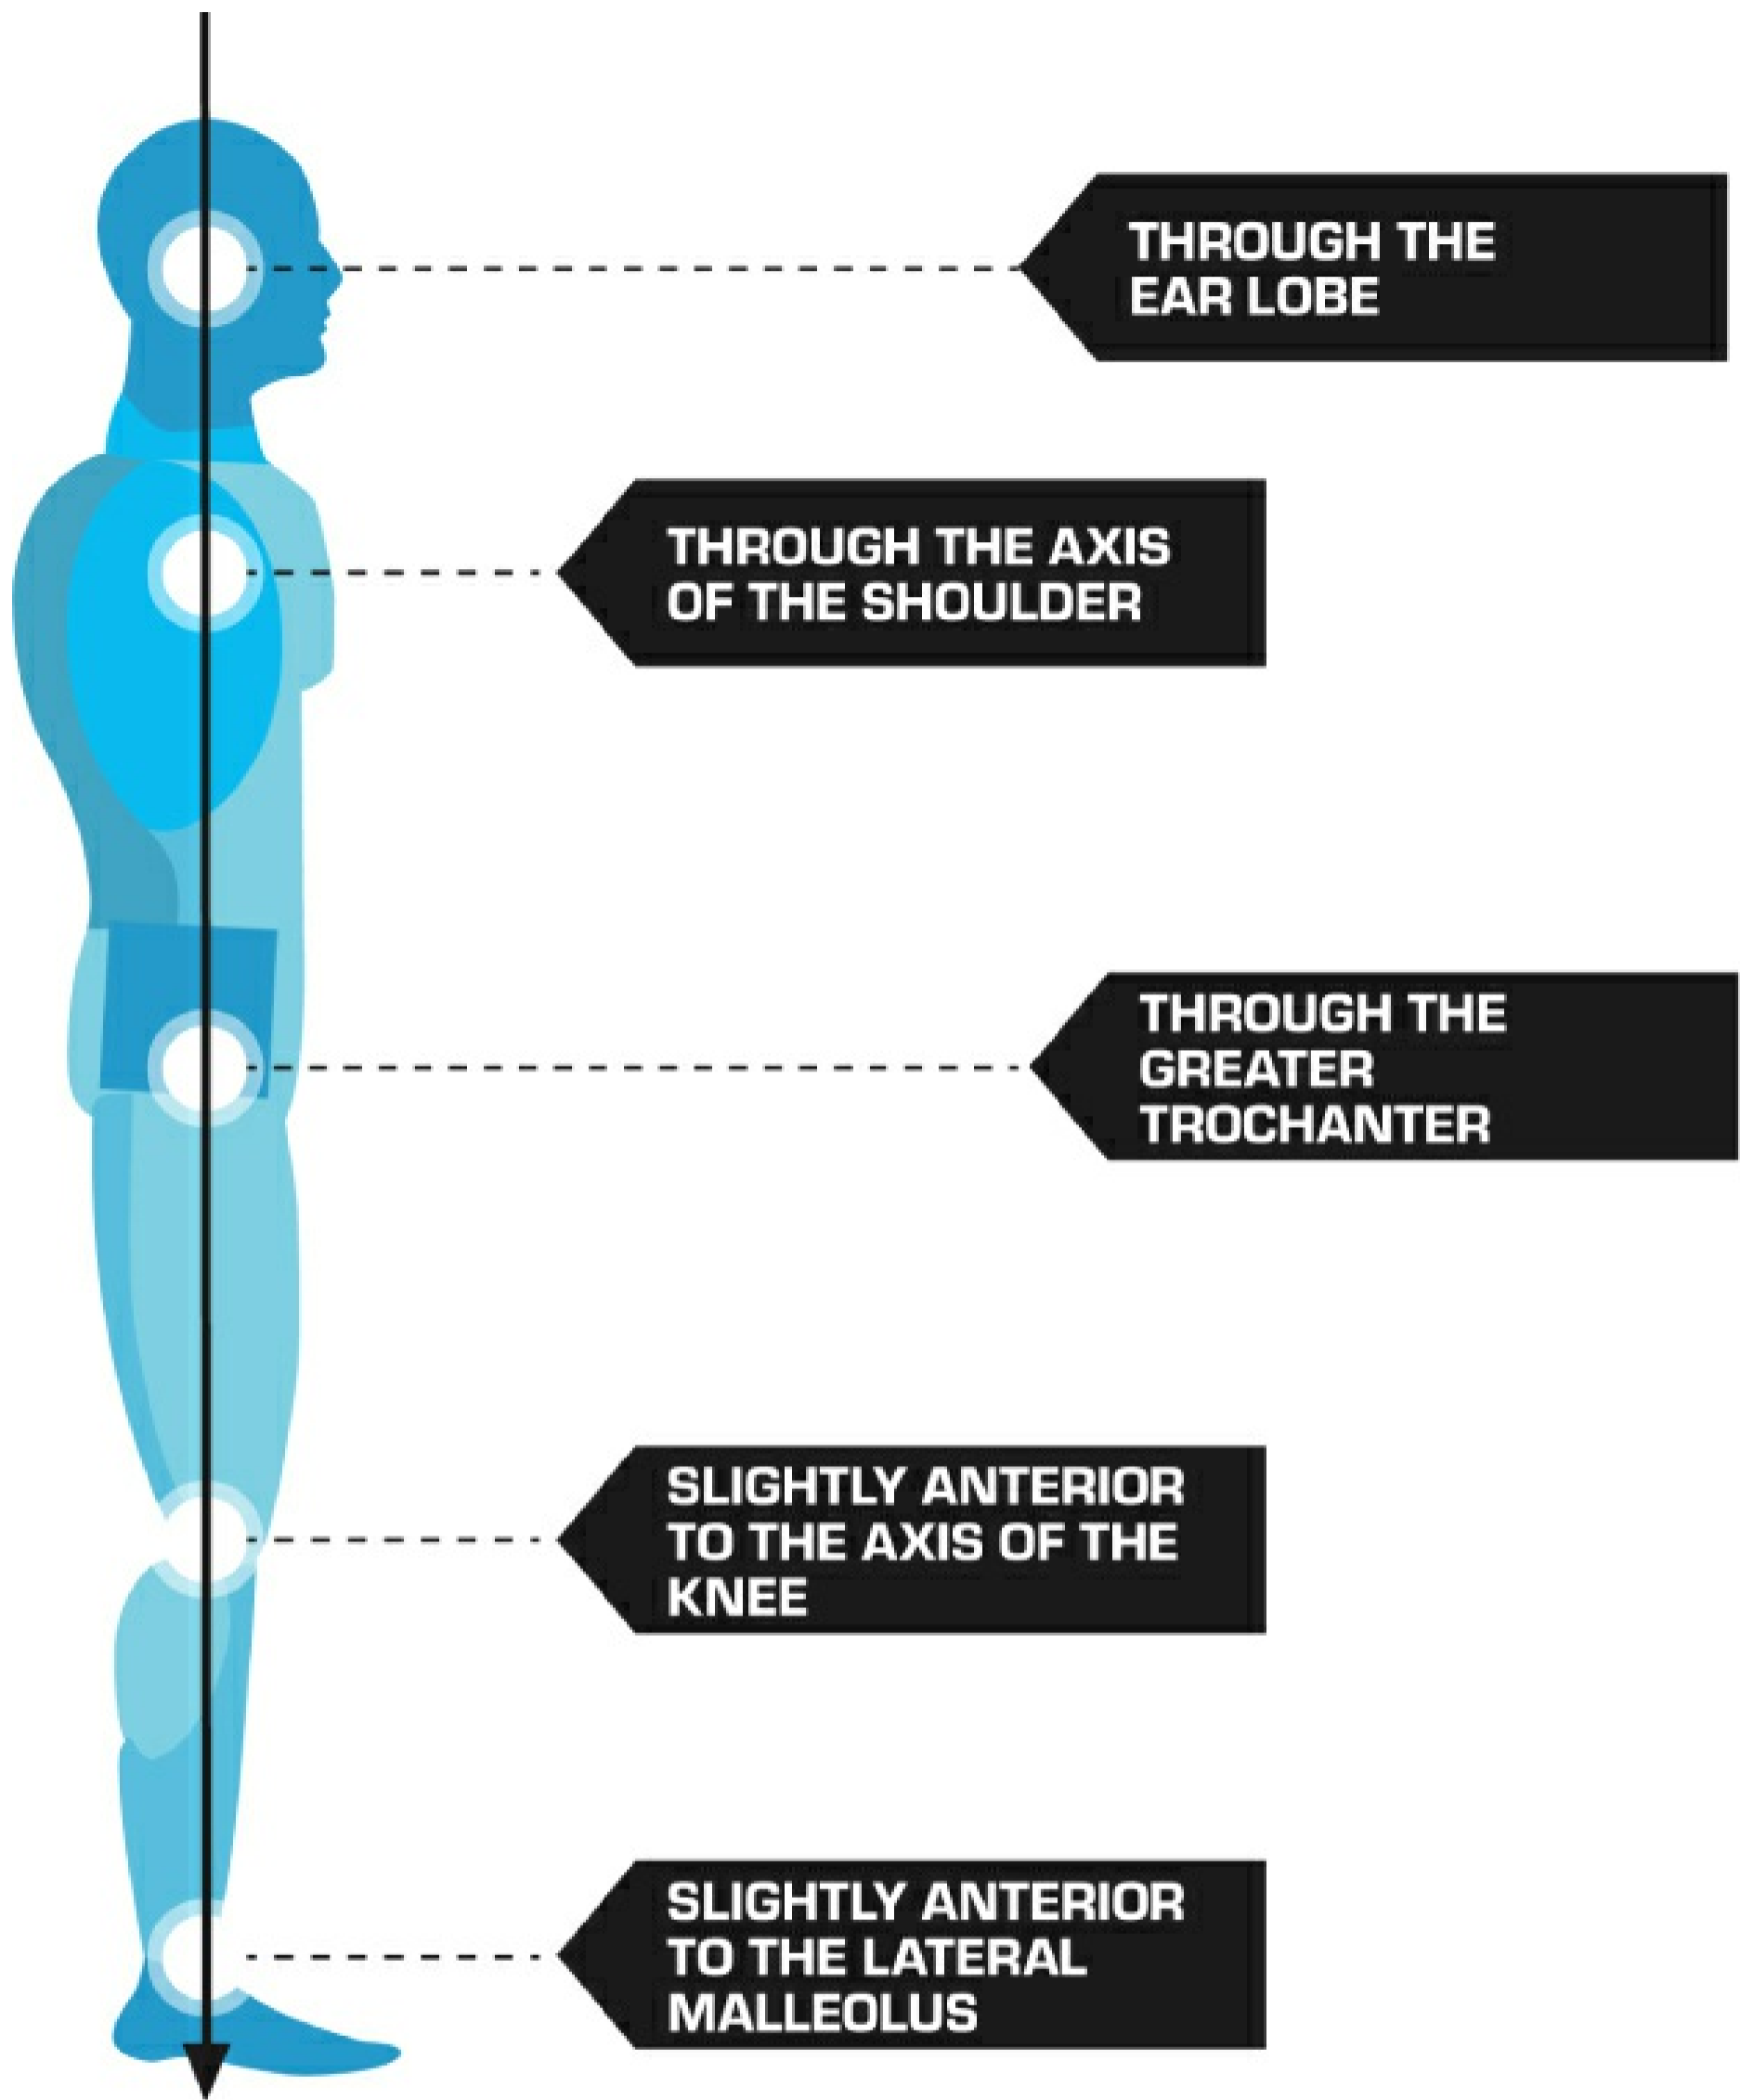 THROUGH THE
EAR LOBE
THROUGH THE AXIS
OF THE SHOULDER
THROUGH THE
GREATER
TROCHANTER
SLIGHTLY ANTERIOR
TO THE AXIS OF THE
KNEE
SLIGHTLY ANTERIOR
TO THE LATERAL
MALLEOLUS